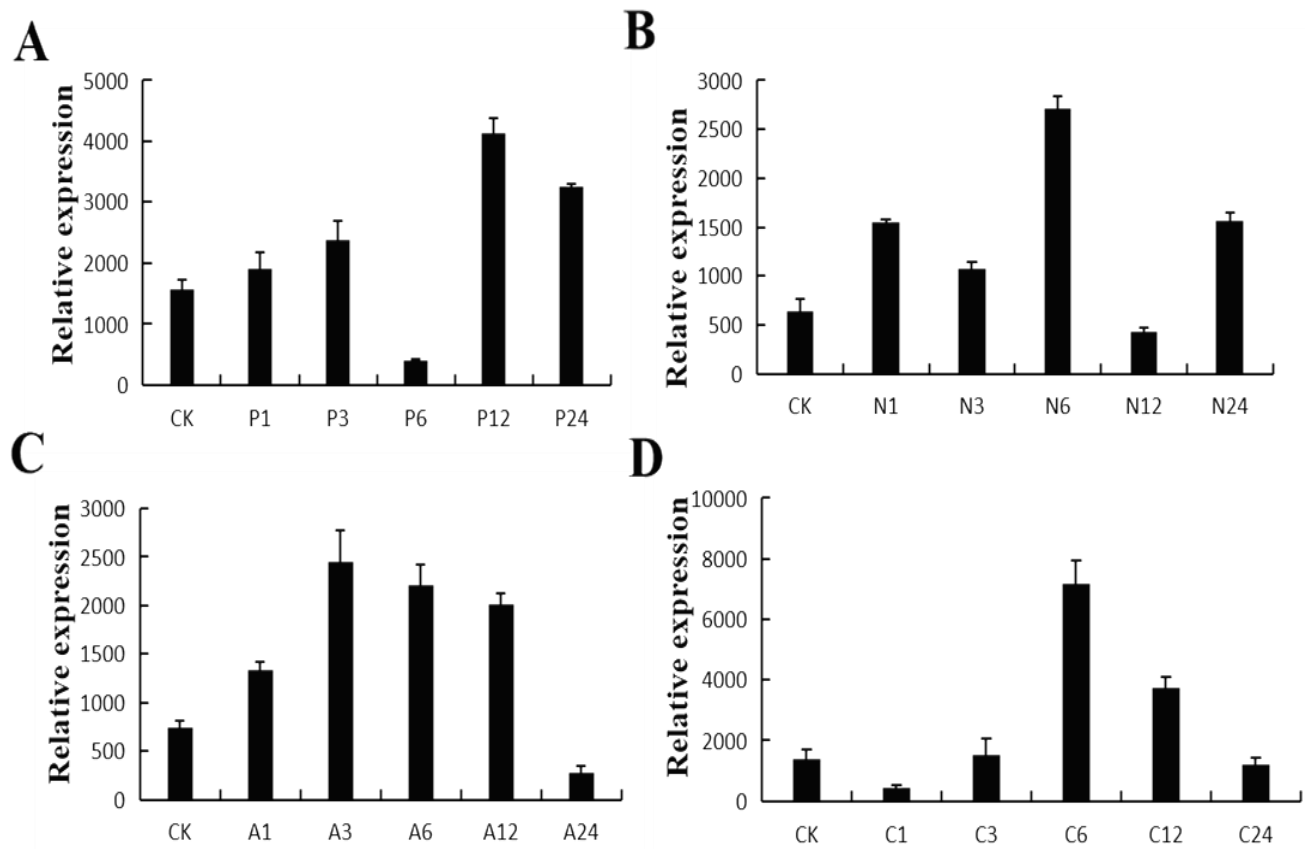 A
Relative expression
5000
4000
3000
2000
1000
0
CK P1 P3 P6 P12 P24
B
Relative expression
3000
2500
2000
1500
1000
500
0
CK N1 N3 N6 N12 N24
C
Relative expression
3000
2500
2000
1500
1000
500
0
CK A1 A3 A6 A12 A24
D
Relative expression
10000
8000
6000
4000
2000
0
CK C1 C3 C6 C12 C24